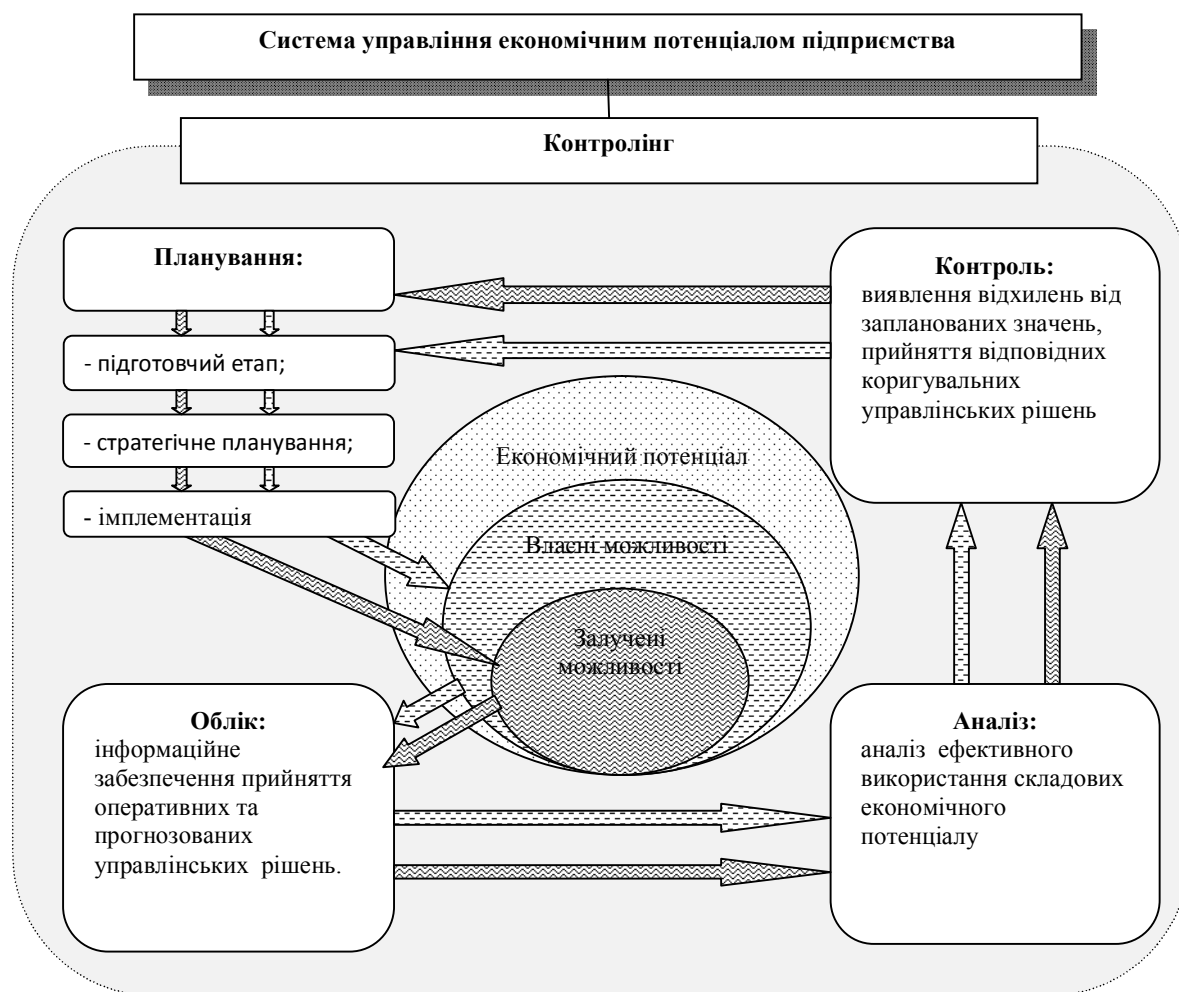 Система управління економічним потенціалом підприємства
Контролінг
Планування:
- підготовчий етап;
- стратегічне планування;
- імплементація
Контроль:
виявлення відхилень від
запланованих значень,
прийняття відповідних
коригувальних
управлінських рішень
Економічний потенціал
Власні можливості
Залучені
можливості
Облік:
інформаційне
забезпечення прийняття
оперативних та
прогнозованих
управлінських рішень.
Аналіз:
аналіз ефективного
використання складових
економічного
потенціалу